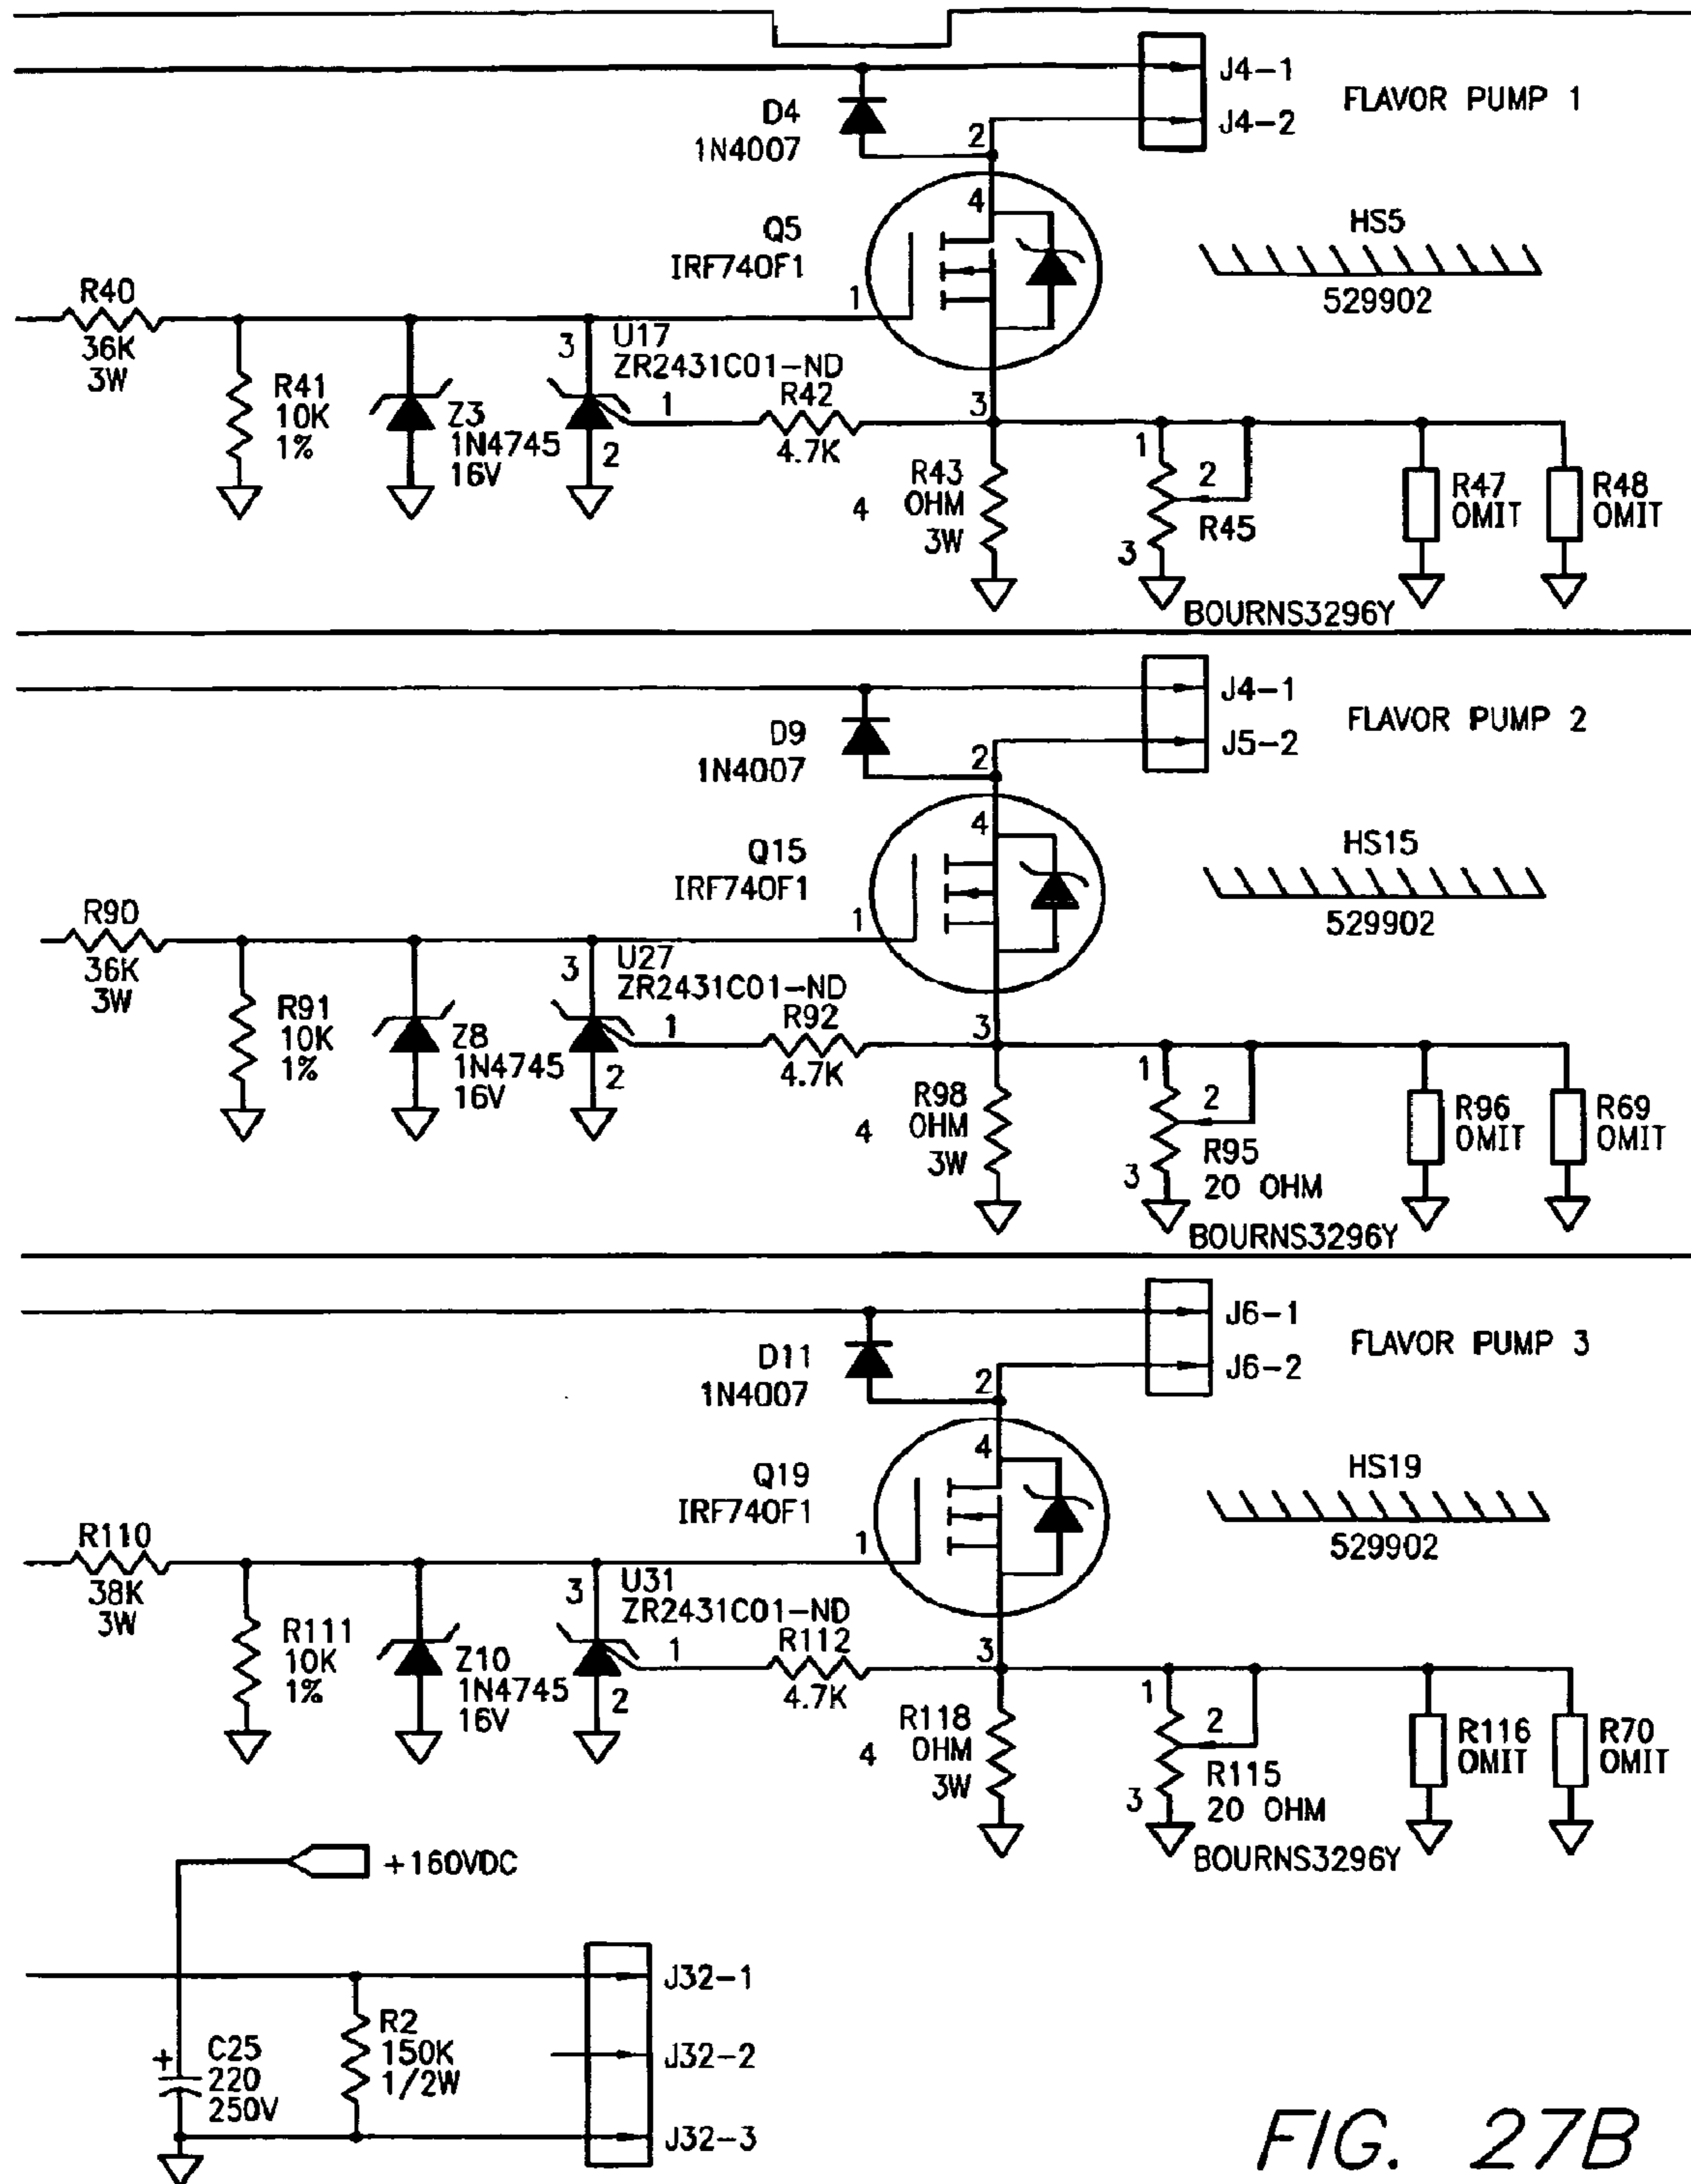 J4-1
FLAVOR PUMP 1
J4-2
D4
1N4007
2
4
Q5
IRF740F1
1
HS5
529902
R40
36K
3W
R41
10K
1%
Z3
1N4745
16V
3
U17
ZR2431C01-ND
1
2
R42
4.7K
3
R43
4 OHM
3W
1
2
R45
3
BOURNS3296Y
R47
OMIT
R48
OMIT
J4-1
FLAVOR PUMP 2
J5-2
D9
1N4007
2
4
Q15
IRF740F1
1
HS15
529902
R90
36K
3W
R91
10K
1%
Z8
1N4745
16V
3
U27
ZR2431C01-ND
1
2
R92
4.7K
3
R98
4 OHM
3W
1
2
R95
3
20 OHM
BOURNS3296Y
R96
OMIT
R69
OMIT
J6-1
FLAVOR PUMP 3
J6-2
D11
1N4007
2
4
Q19
IRF740F1
1
HS19
529902
R110
38K
3W
R111
10K
1%
Z10
1N4745
16V
3
U31
ZR2431C01-ND
1
2
R112
4.7K
3
R118
4 OHM
3W
1
2
R115
3
20 OHM
BOURNS3296Y
R116
OMIT
R70
OMIT
+160VDC
J32-1
R2
150K
1/2W
J32-2
+
C25
220
250V
J32-3
FIG. 27B